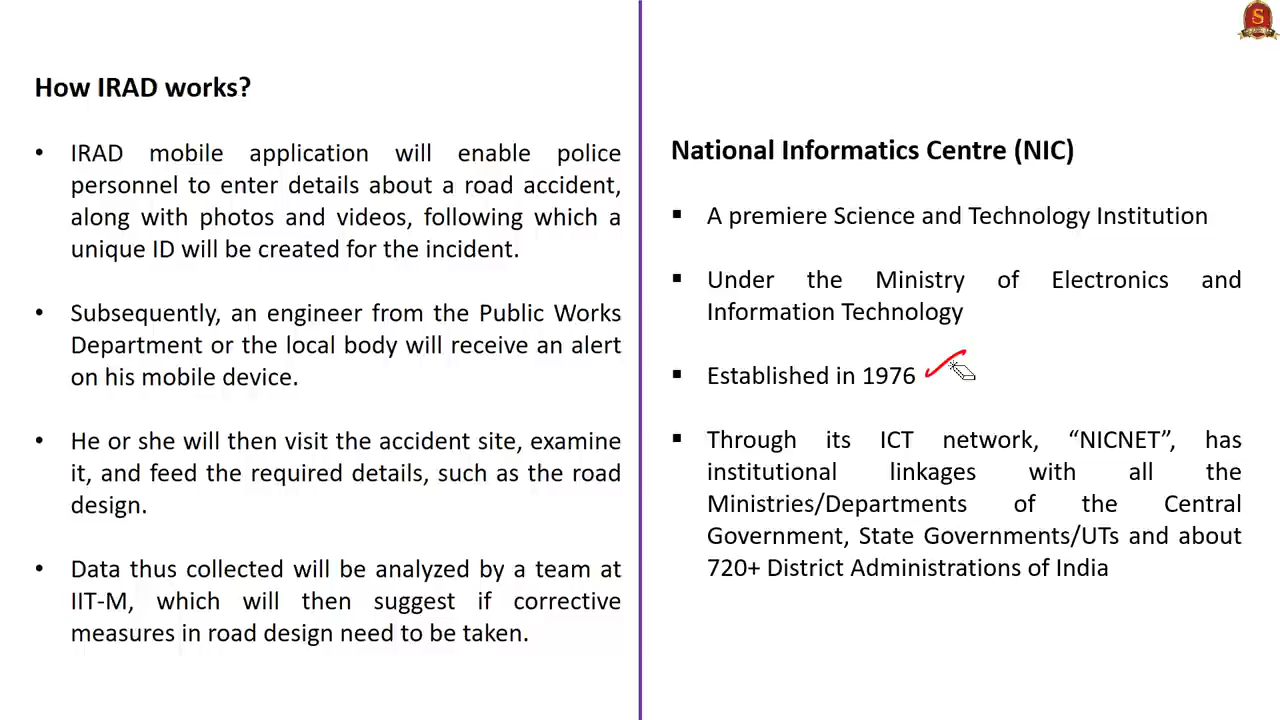 How IRAD works?
• IRAD mobile application will enable police
personnel to enter details about a road accident,
along with photos and videos, following which a
unique ID will be created for the incident.
• Subsequently, an engineer from the Public Works
Department or the local body will receive an alert
on his mobile device.
• He or she will then visit the accident site, examine
it, and feed the required details, such as the road
design.
• Data thus collected will be analyzed by a team at
IIT-M, which will then suggest if corrective
measures in road design need to be taken.
National Informatics Centre (NIC)
▪ A premiere Science and Technology Institution
▪ Under the Ministry of Electronics and
Information Technology
▪ Established in 1976
▪ Through its ICT network, “NICNET”, has
institutional linkages with all the
Ministries/Departments of the Central
Government, State Governments/UTs and about
720+ District Administrations of India
S